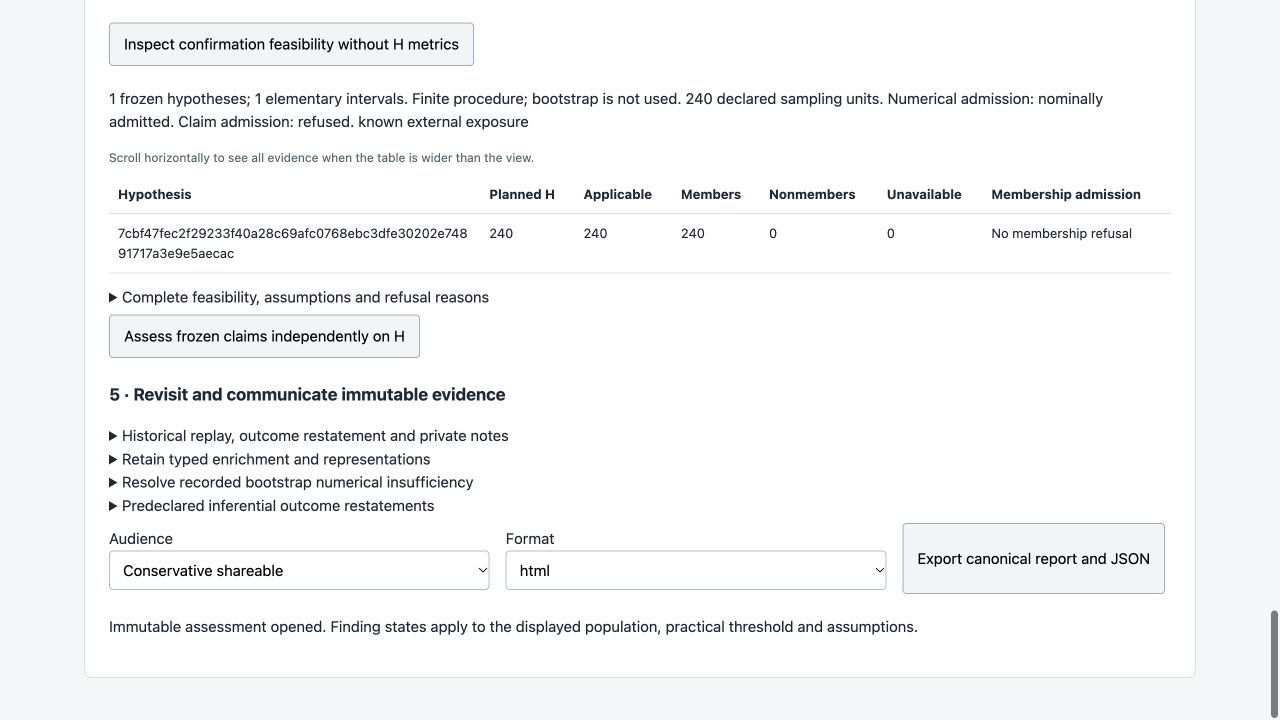 Inspect confirmation feasibility without H metrics
1 frozen hypotheses; 1 elementary intervals. Finite procedure; bootstrap is not used. 240 declared sampling units. Numerical admission: nominally
admitted. Claim admission: refused. known external exposure
Scroll horizontally to see all evidence when the table is wider than the view.
Hypothesis Planned H Applicable Members Nonmembers Unavailable Membership admission
7cbf47fec2f29233f40a28c69afc0768ebc3dfe30202e748 240 240 240 0 0 No membership refusal
91717a3e9e5aecac
Complete feasibility, assumptions and refusal reasons
Assess frozen claims independently on H
5 · Revisit and communicate immutable evidence
Historical replay, outcome restatement and private notes
Retain typed enrichment and representations
Resolve recorded bootstrap numerical insufficiency
Predeclared inferential outcome restatements
Audience Format
Conservative shareable html Export canonical report and JSON
Immutable assessment opened. Finding states apply to the displayed population, practical threshold and assumptions.